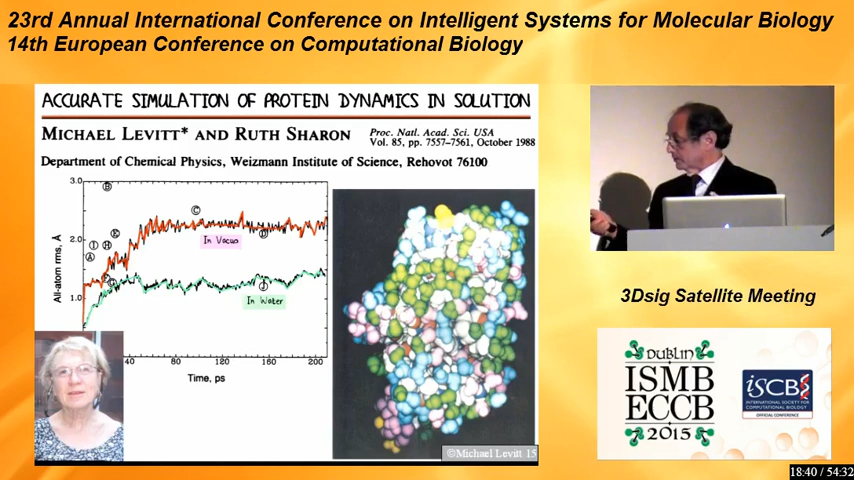 23rd Annual International Conference on Intelligent Systems for Molecular Biology
14th European Conference on Computational Biology
ACCURATE SIMULATION OF PROTEIN DYNAMICS IN SOLUTION
MICHAEL LEVITT* AND RUTH SHARON
Proc. Natl. Acad. Sci. USA
Vol. 85, pp. 7557-7561, October 1988
Department of Chemical Physics, Weizmann Institute of Science, Rehovot 76100
3.0
2.0
1.0
All-atom rms, Å
B
C
K
I
H
A
D
G
J
In Vacuo
In Water
40
80
120
160
200
Time, ps
©Michael Levitt 15
3Dsig Satellite Meeting
DUBLIN
ISMB
ECCB
2015
iSCB
INTERNATIONAL SOCIETY FOR
COMPUTATIONAL BIOLOGY
OFFICIAL CONFERENCE
18:40 / 54:32